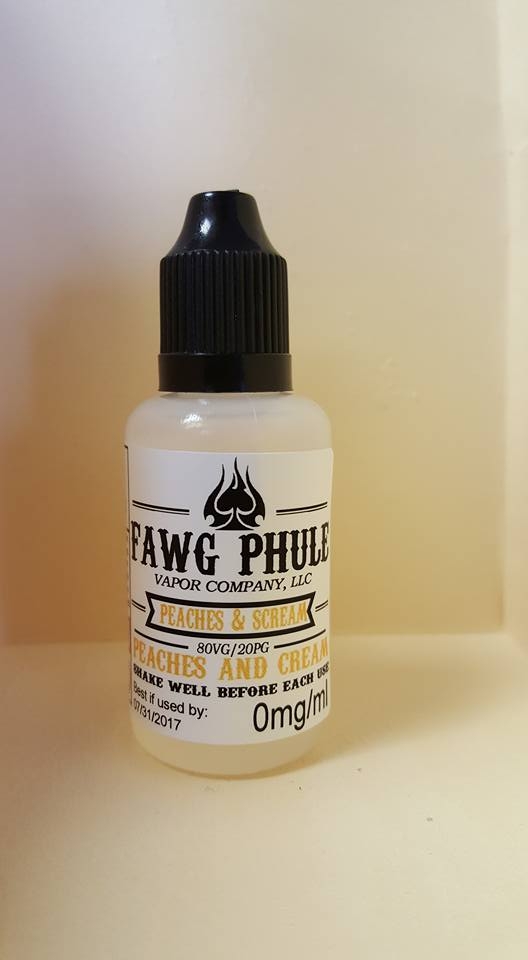 FAWG PHULE
VAPOR COMPANY, LLC
PEACHES & SCREAM
80VG/20PG
PEACHES AND CREAM
SHAKE WELL BEFORE EACH USE
Best if used by:
07/31/2017
0mg/ml